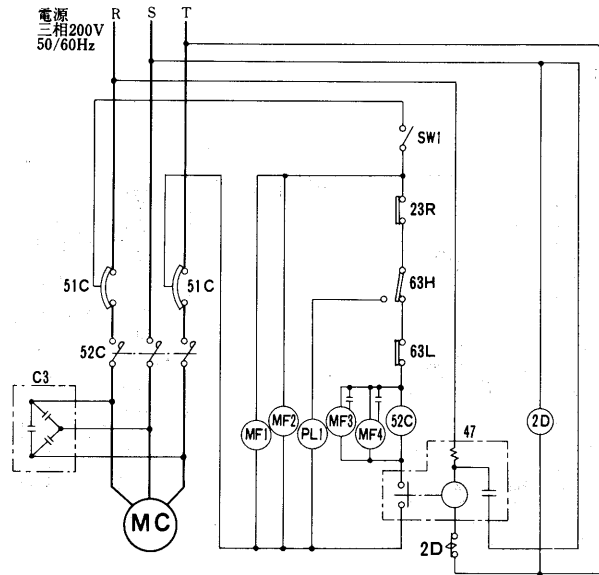 電源
三相200V
50/60Hz
R S T
SW1
23R
51C
51C
63H
52C
63L
C3
MF1
MF2
PL1
MF3
MF4
52C
47
2D
MC
2D